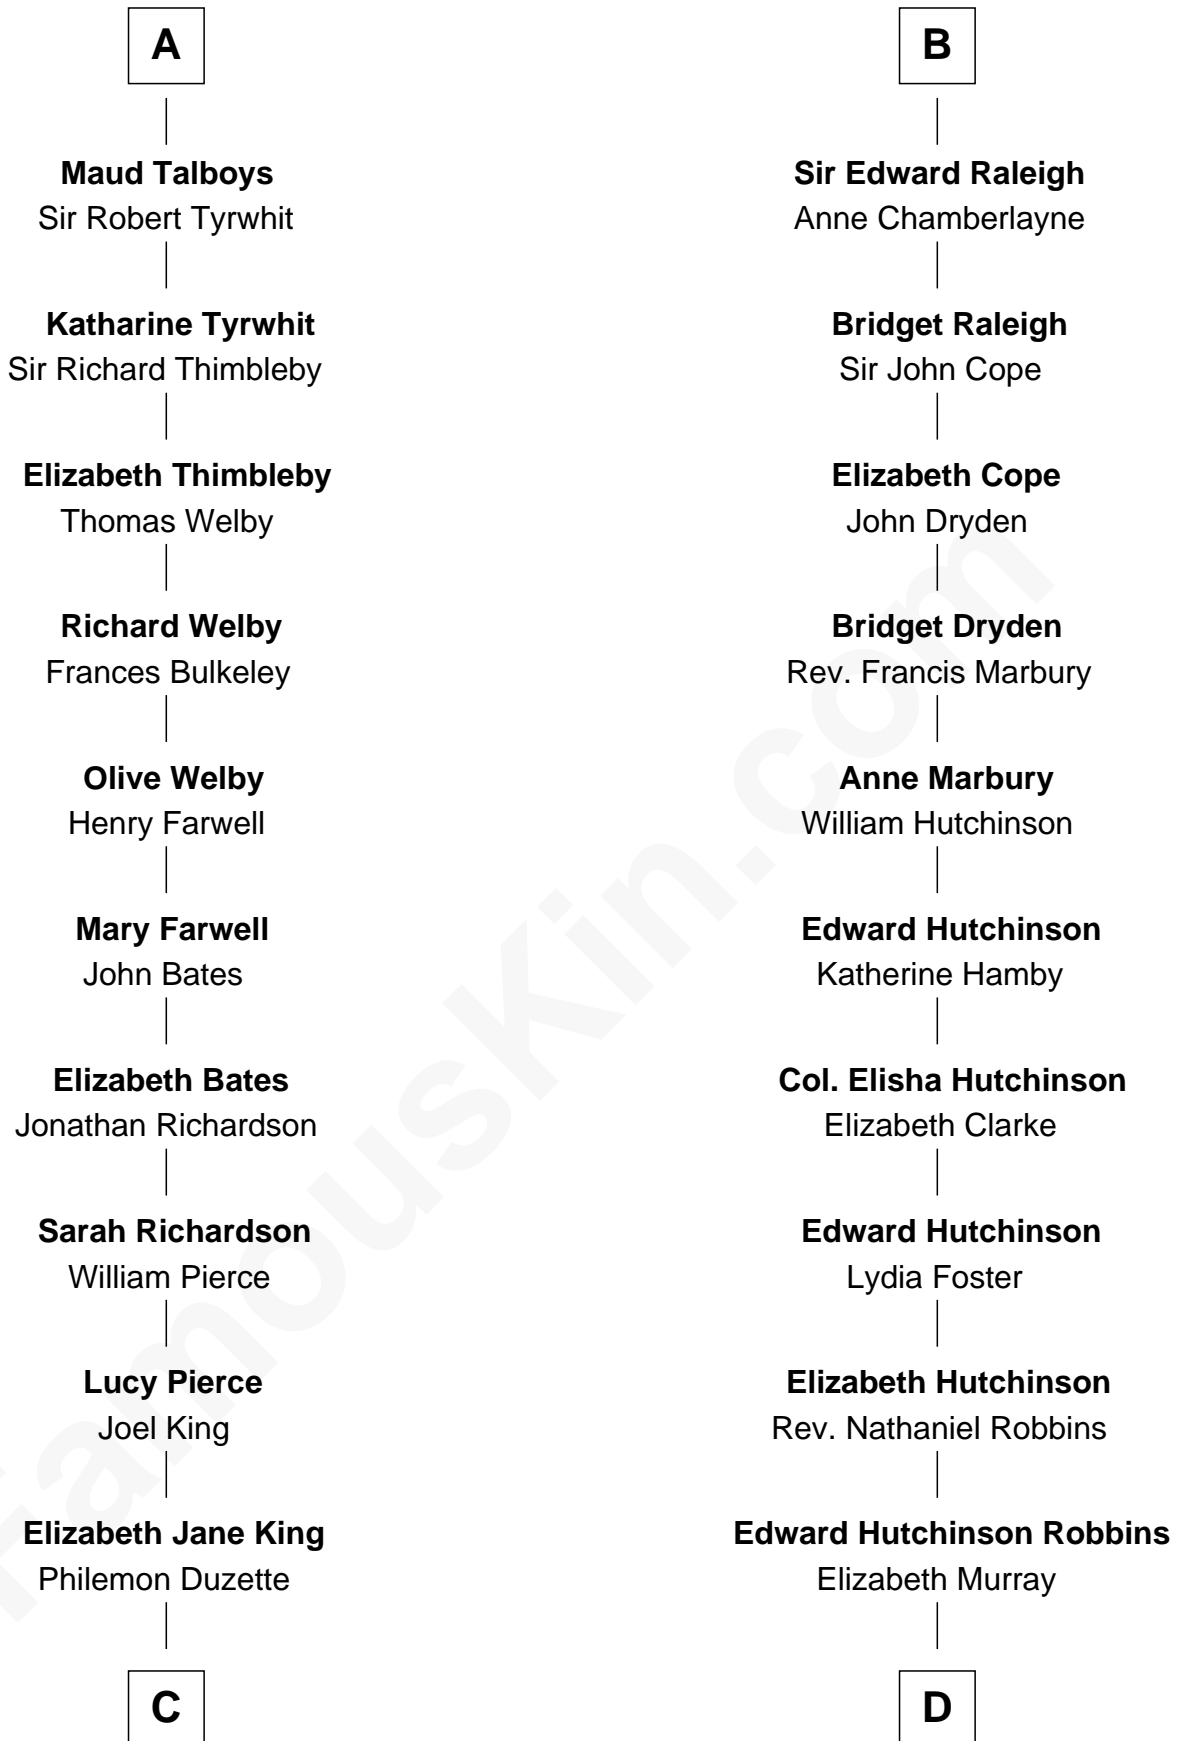 A
Maud Talboys
Sir Robert Tyrwhit
Katharine Tyrwhit
Sir Richard Thimbleby
Elizabeth Thimbleby
Thomas Welby
Richard Welby
Frances Bulkeley
Olive Welby
Henry Farwell
Mary Farwell
John Bates
Elizabeth Bates
Jonathan Richardson
Sarah Richardson
William Pierce
Lucy Pierce
Joel King
Elizabeth Jane King
Philemon Duzette
C
B
Sir Edward Raleigh
Anne Chamberlayne
Bridget Raleigh
Sir John Cope
Elizabeth Cope
John Dryden
Bridget Dryden
Rev. Francis Marbury
Anne Marbury
William Hutchinson
Edward Hutchinson
Katherine Hamby
Col. Elisha Hutchinson
Elizabeth Clarke
Edward Hutchinson
Lydia Foster
Elizabeth Hutchinson
Rev. Nathaniel Robbins
Edward Hutchinson Robbins
Elizabeth Murray
D
FamousKin.com